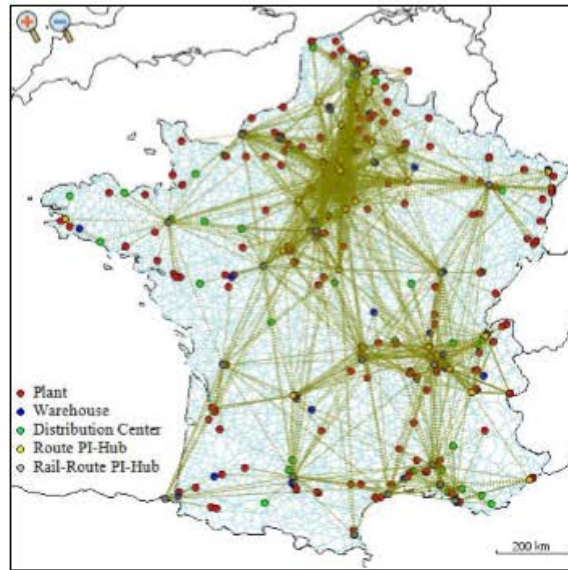 Plant
Warehouse
Distribution Center
Route PI-Hub
Rail-Route PI-Hub
200 km